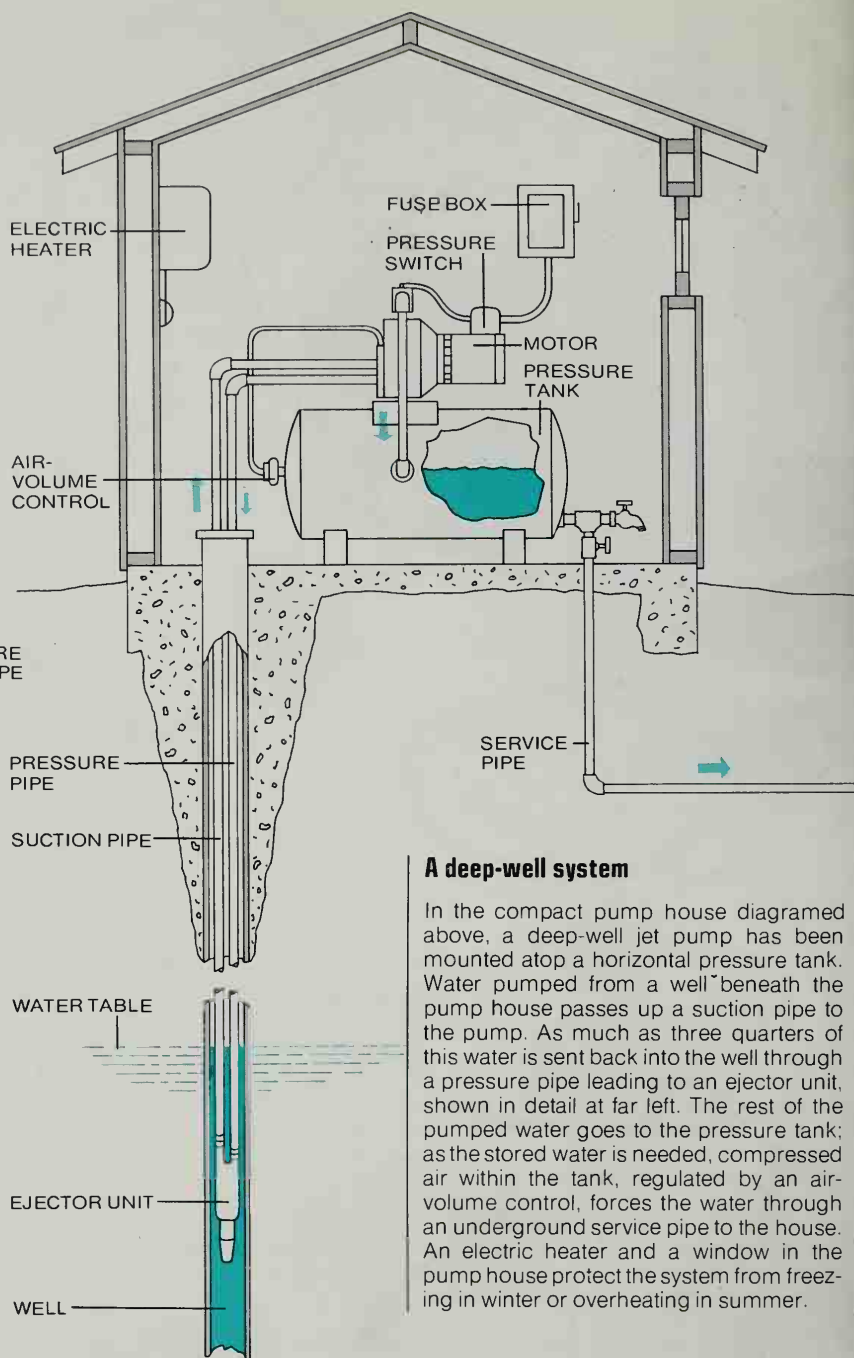 ELECTRIC
HEATER
FUSE BOX
PRESSURE
SWITCH
MOTOR
PRESSURE
TANK
AIR-
VOLUME
CONTROL
RE
PE
PRESSURE
PIPE
SERVICE
PIPE
SUCTION PIPE
WATER TABLE
EJECTOR UNIT
WELL
A deep-well system
In the compact pump house diagramed
above, a deep-well jet pump has been
mounted atop a horizontal pressure tank.
Water pumped from a well beneath the
pump house passes up a suction pipe to
the pump. As much as three quarters of
this water is sent back into the well through
a pressure pipe leading to an ejector unit,
shown in detail at far left. The rest of the
pumped water goes to the pressure tank;
as the stored water is needed, compressed
air within the tank, regulated by an air-
volume control, forces the water through
an underground service pipe to the house.
An electric heater and a window in the
pump house protect the system from freez-
ing in winter or overheating in summer.